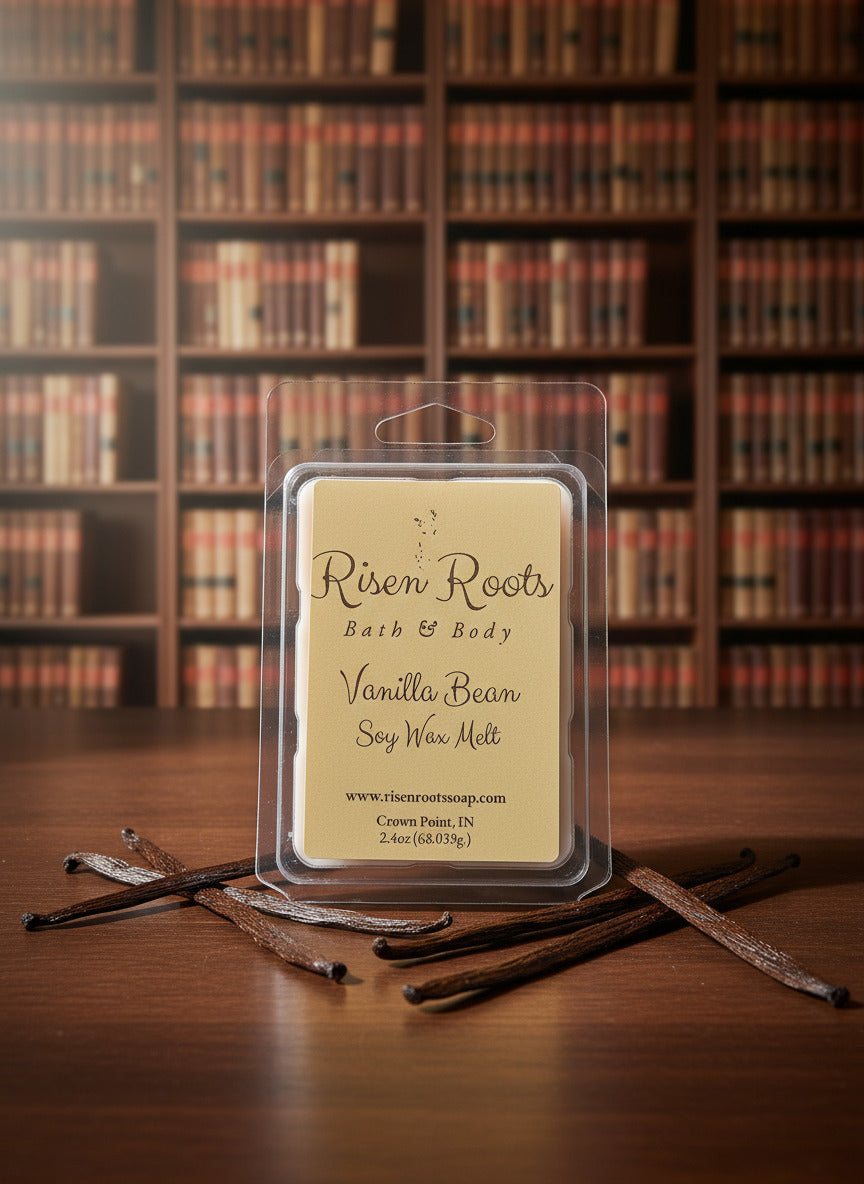 Risen Roots
Bath & Body
Vanilla Bean
Soy Wax Melt
www.risenrootssoap.com
Crown Point, IN
2.4oz (68.039g.)